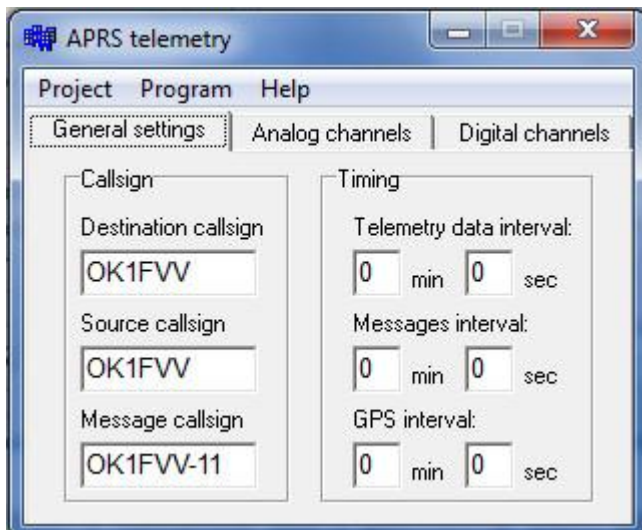 APRS telemetry
Project Program Help
General settings Analog channels Digital channels
Callsign
Destination callsign
OK1FVV
Source callsign
OK1FVV
Message callsign
OK1FVV-11
Timing
Telemetry data interval:
0 min 0 sec
Messages interval:
0 min 0 sec
GPS interval:
0 min 0 sec